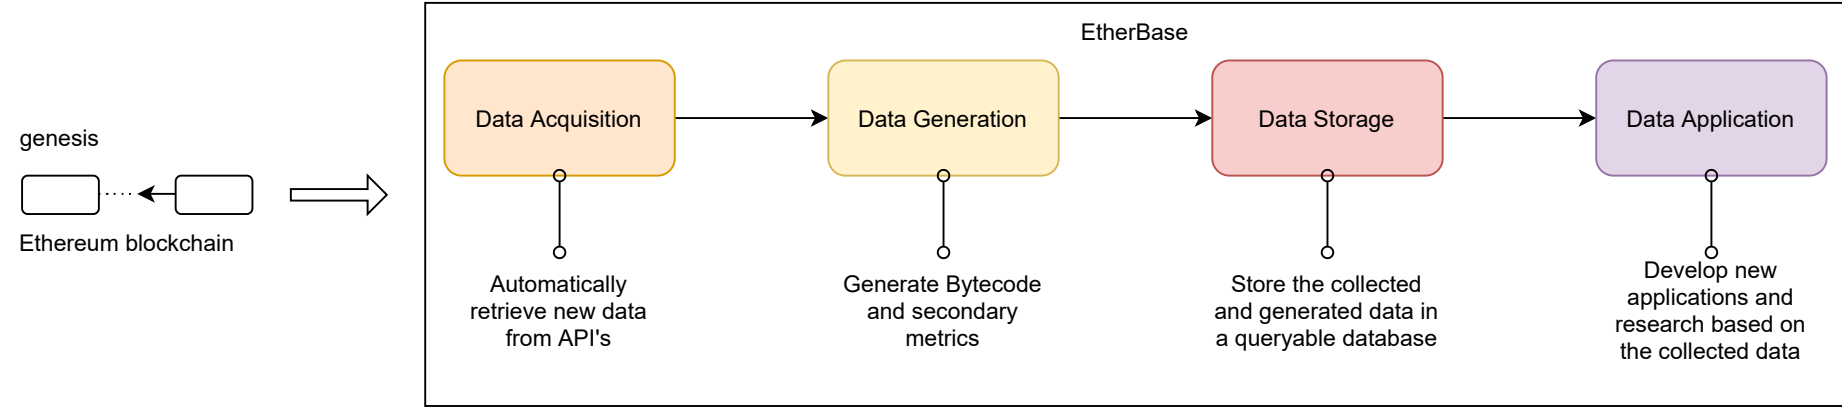 genesis
Ethereum blockchain
EtherBase
Data Acquisition
Data Generation
Data Storage
Data Application
Automatically
retrieve new data
from API's
Generate Bytecode
and secondary
metrics
Store the collected
and generated data in
a queryable database
Develop new
applications and
research based on
the collected data